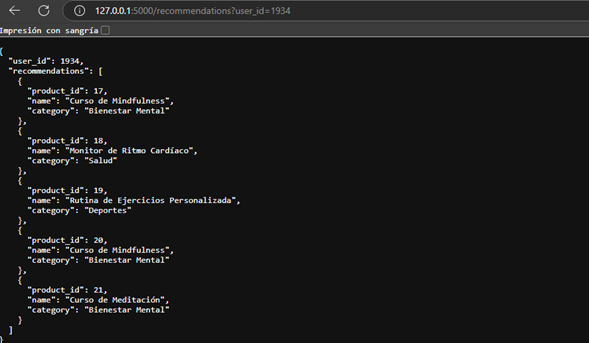 127.0.0.1:5000/recommendations?user_id=1934
Impresión con sangría
{
  "user_id": 1934,
  "recommendations": [
    {
      "product_id": 17,
      "name": "Curso de Mindfulness",
      "category": "Bienestar Mental"
    },
    {
      "product_id": 18,
      "name": "Monitor de Ritmo Cardíaco",
      "category": "Salud"
    },
    {
      "product_id": 19,
      "name": "Rutina de Ejercicios Personalizada",
      "category": "Deportes"
    },
    {
      "product_id": 20,
      "name": "Curso de Mindfulness",
      "category": "Bienestar Mental"
    },
    {
      "product_id": 21,
      "name": "Curso de Meditación",
      "category": "Bienestar Mental"
    }
  ]
}